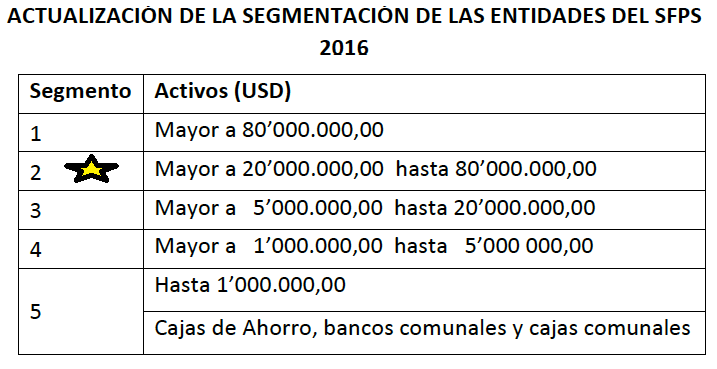 ACTUALIZACIÓN DE LA SEGMENTACIÓN DE LAS ENTIDADES DEL SFPS
2016
Segmento Activos (USD)
1 Mayor a 80’000.000,00
2 Mayor a 20’000.000,00 hasta 80’000.000,00
3 Mayor a 5’000.000,00 hasta 20’000.000,00
4 Mayor a 1’000.000,00 hasta 5’000 000,00
5 Hasta 1’000.000,00
Cajas de Ahorro, bancos comunales y cajas comunales